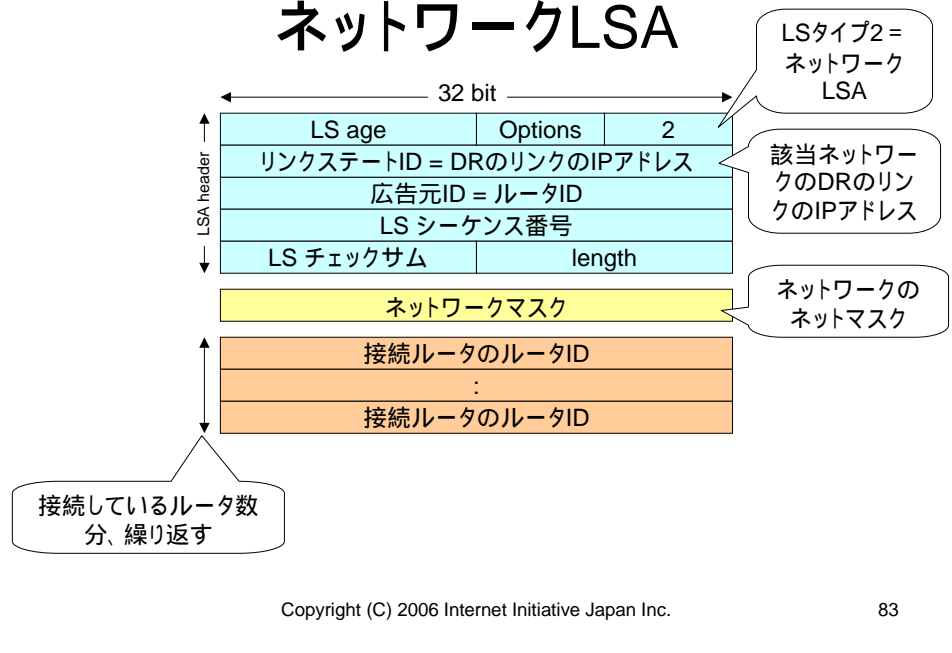 ネットワークLSA
LSタイプ2 =
ネットワーク
LSA
32 bit
LSA header
LS age Options 2
リンクステートID = DRのリンクのIPアドレス
該当ネットワー
クのDRのリン
クのIPアドレス
広告元ID = ルータID
LS シーケンス番号
LS チェックサム length
ネットワークマスク
ネットワークの
ネットマスク
接続ルータのルータID
:
接続ルータのルータID
接続しているルータ数
分、繰り返す
Copyright (C) 2006 Internet Initiative Japan Inc. 83